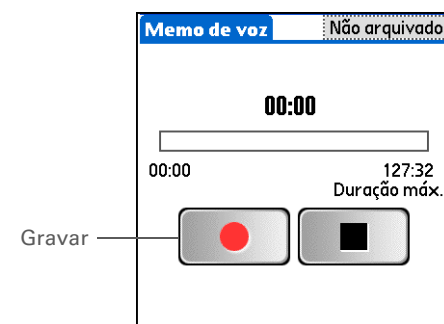 Memo de voz Não arquivado
00:00
00:00 127:32
Duração máx.
Gravar